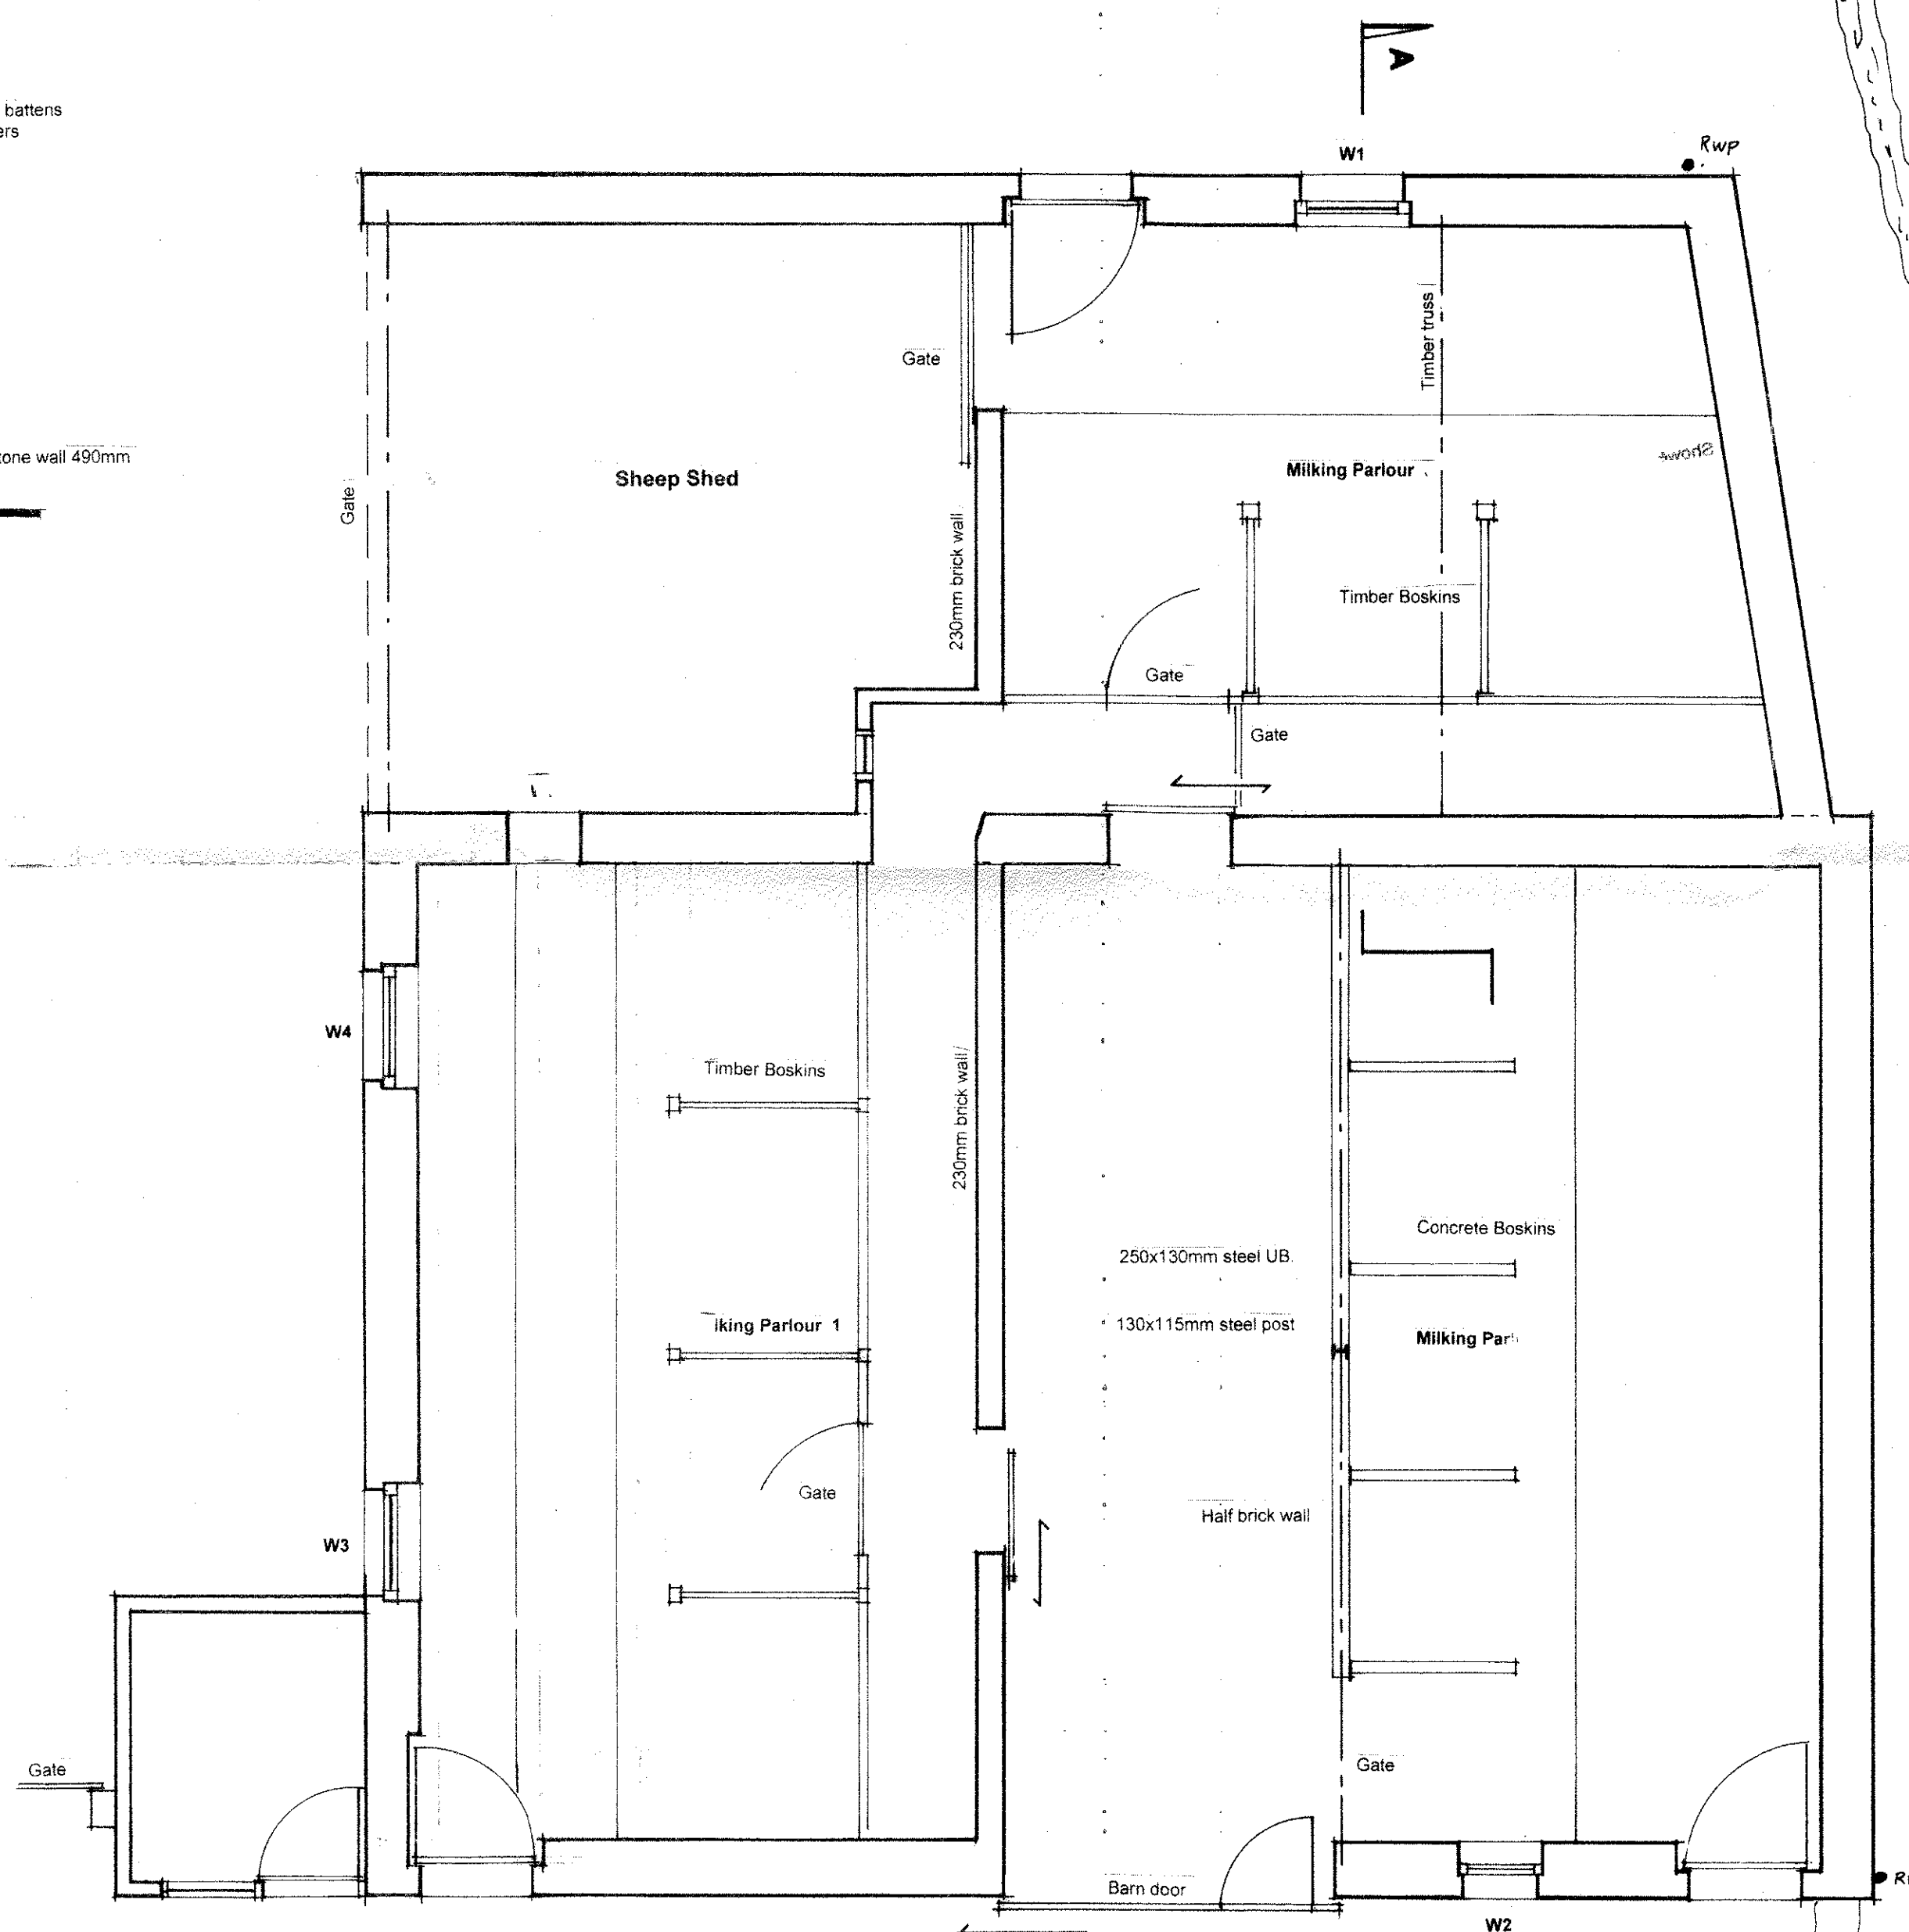 A
battens
ers
W1
Rwp
Timber truss
Gate
tone wall 490mm
Sheep Shed
Milking Parlour
Gate
230mm brick wall
Timber Boskins
Gate
Gate
W4
Timber Boskins
230mm brick wall
Concrete Boskins
250x130mm steel UB.
130x115mm steel post
lking Parlour 1
Milking Par
Gate
Half brick wall
W3
Gate
Gate
Barn door
W2